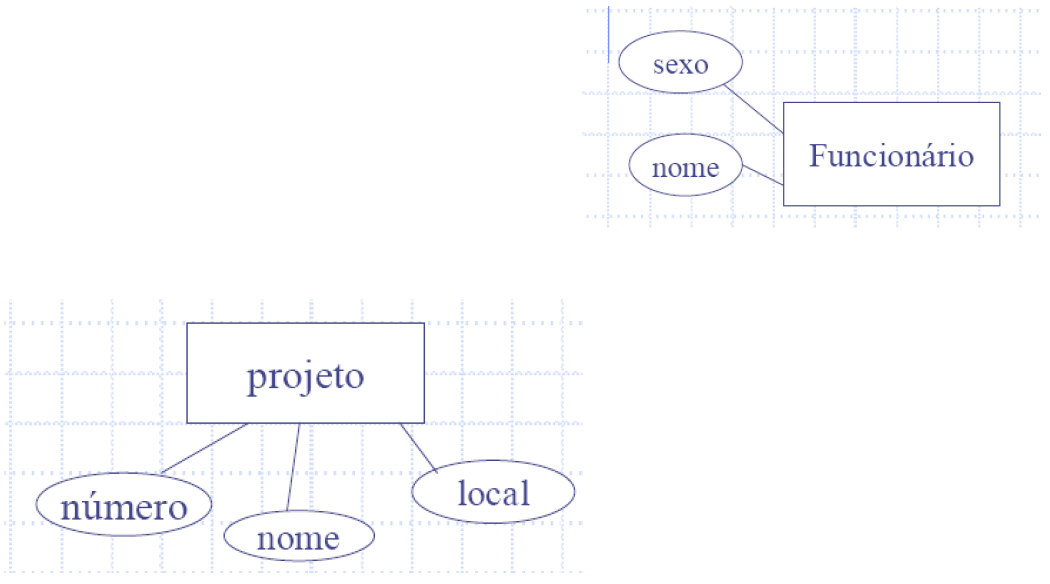 sexo
nome
Funcionário
projeto
número
nome
local